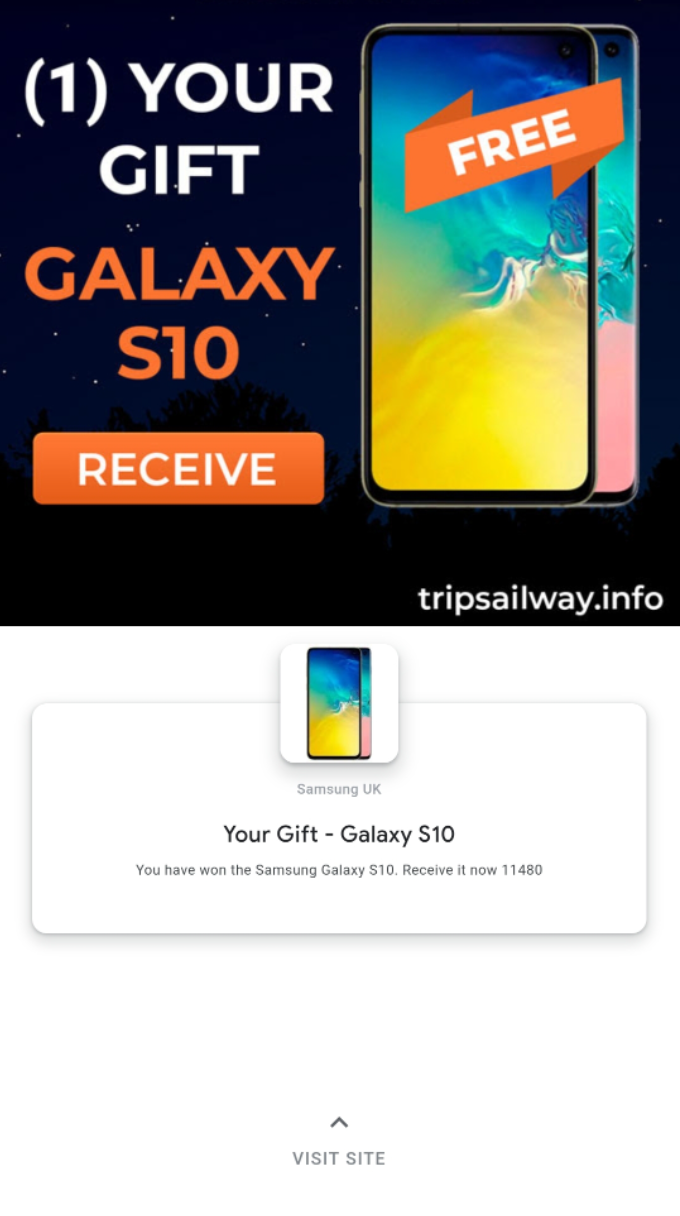 (1) YOUR
GIFT
GALAXY
S10
RECEIVE
FREE
tripsailway.info
Samsung UK
Your Gift - Galaxy S10
You have won the Samsung Galaxy S10. Receive it now 11480
VISIT SITE